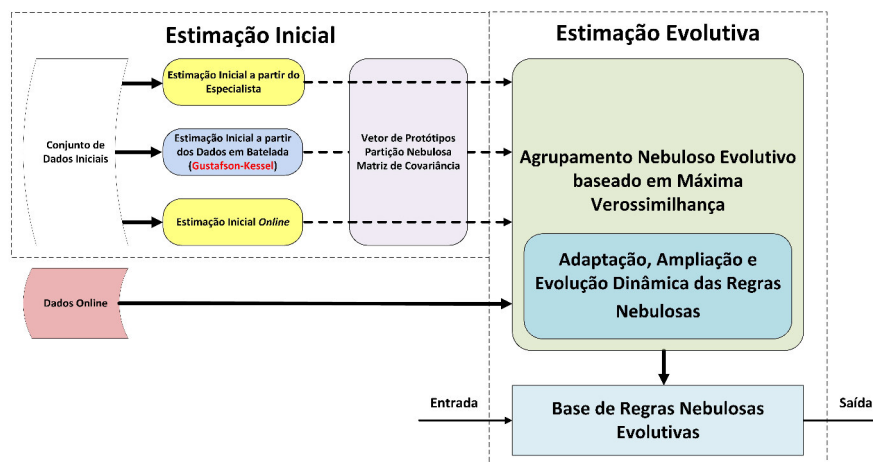 Estimação Inicial
Estimação Evolutiva
Conjunto de
Dados Iniciais
Estimação Inicial a partir do
Especialista
Estimação Inicial a partir
dos Dados em Batelada
(Gustafson-Kessel)
Estimação Inicial Online
Vetor de Protótipos
Partição Nebulosa
Matriz de Covariância
Agrupamento Nebuloso Evolutivo
baseado em Máxima
Verossimilhança
Adaptação, Ampliação e
Evolução Dinâmica das Regras
Nebulosas
Dados Online
Entrada
Base de Regras Nebulosas
Evolutivas
Saída